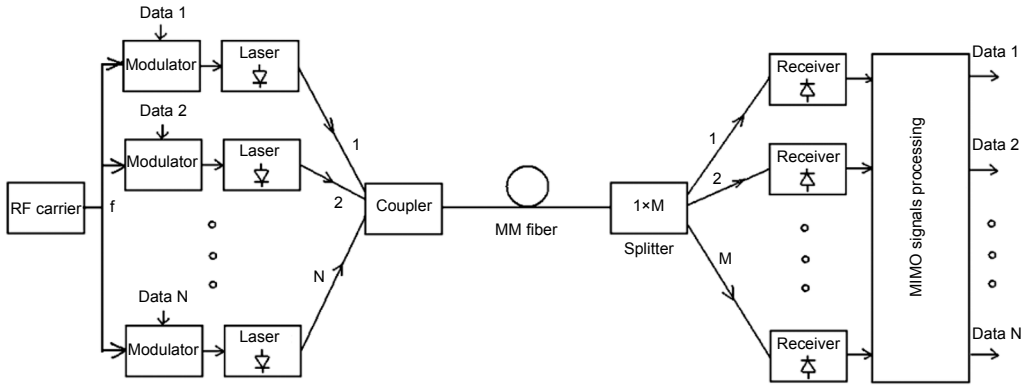 Data 1
Modulator
Laser
Data 2
Modulator
Laser
RF carrier
f
Data N
Modulator
Laser
1
2
N
Coupler
MM fiber
1×M
Splitter
1
2
M
Receiver
Receiver
Receiver
MIMO signals processing
Data 1
Data 2
Data N